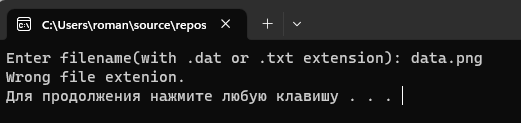 C:\Users\roman\source\repos
Enter filename(with .dat or .txt extension): data.png
Wrong file extenion.
Для продолжения нажмите любую клавишу . . .